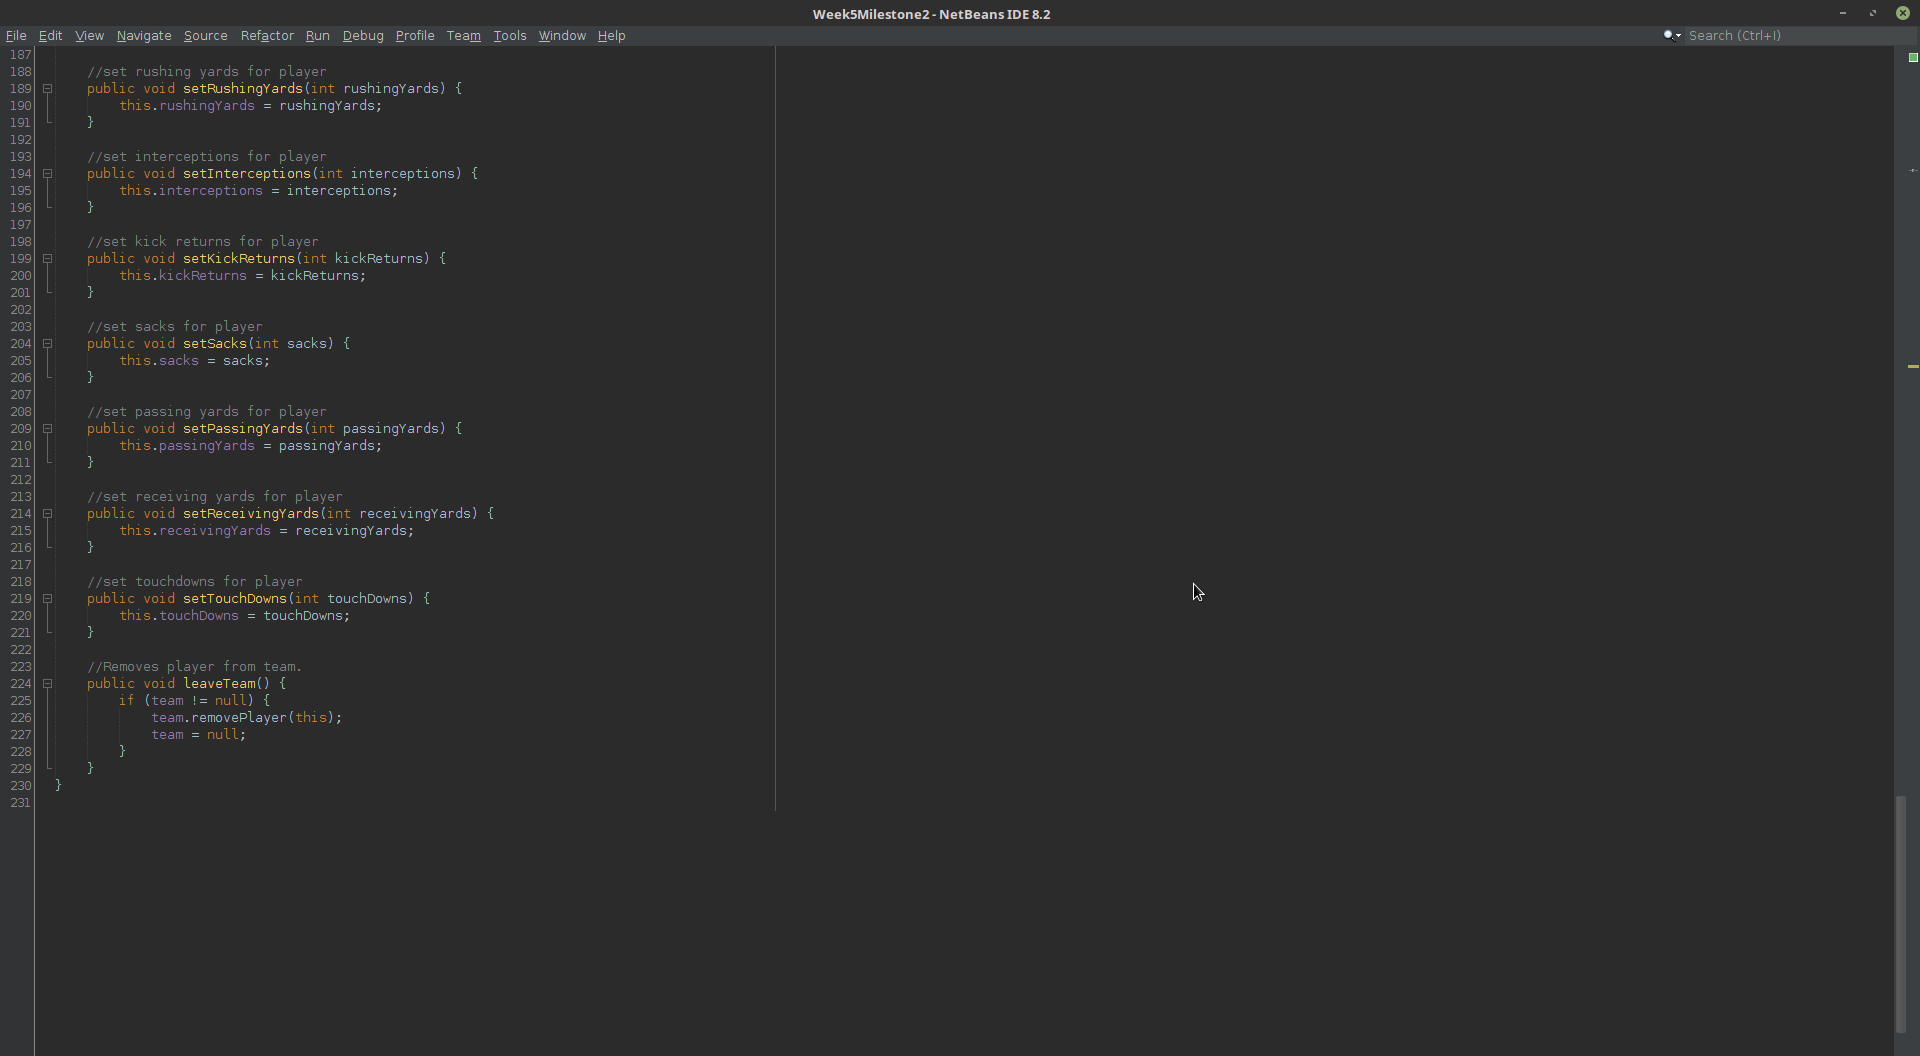 Week5Milestone2 - NetBeans IDE 8.2
File Edit View Navigate Source Refactor Run Debug Profile Team Tools Window Help Search (Ctrl+I)
187
188 //set rushing yards for player
189 public void setRushingYards(int rushingYards) {
190 this.rushingYards = rushingYards;
191 }
192
193 //set interceptions for player
194 public void setInterceptions(int interceptions) {
195 this.interceptions = interceptions;
196 }
197
198 //set kick returns for player
199 public void setKickReturns(int kickReturns) {
200 this.kickReturns = kickReturns;
201 }
202
203 //set sacks for player
204 public void setSacks(int sacks) {
205 this.sacks = sacks;
206 }
207
208 //set passing yards for player
209 public void setPassingYards(int passingYards) {
210 this.passingYards = passingYards;
211 }
212
213 //set receiving yards for player
214 public void setReceivingYards(int receivingYards) {
215 this.receivingYards = receivingYards;
216 }
217
218 //set touchdowns for player
219 public void setTouchDowns(int touchDowns) {
220 this.touchDowns = touchDowns;
221 }
222
223 //Removes player from team.
224 public void leaveTeam() {
225 if (team != null) {
226 team.removePlayer(this);
227 team = null;
228 }
229 }
230 }
231